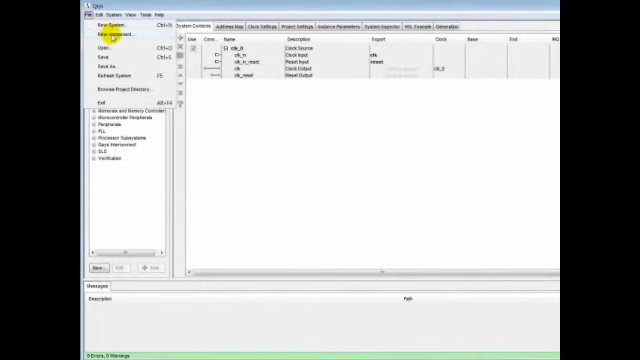 Qsys
File Edit System View Tools Help
New System... Ctrl+N
New component...
Open... Ctrl+O
Save Ctrl+S
Save As...
Refresh System F5
Browse Project Directory...
Exit Alt+F4
Memories and Memory Controllers
Microcontroller Peripherals
Peripherals
PLL
Processor Subsystems
Qsys Interconnect
SLS
Verification
New... Edit Add...
System Contents Address Map Clock Settings Project Settings Instance Parameters System Inspector HDL Example Generation
Use Conn... Name Description Export Clock Base End IRQ
clk_0 Clock Source
clk_in Clock Input clk
clk_in_reset Reset Input reset
clk Clock Output clk_0
clk_reset Reset Output
Messages
Description Path
0 Errors, 0 Warnings